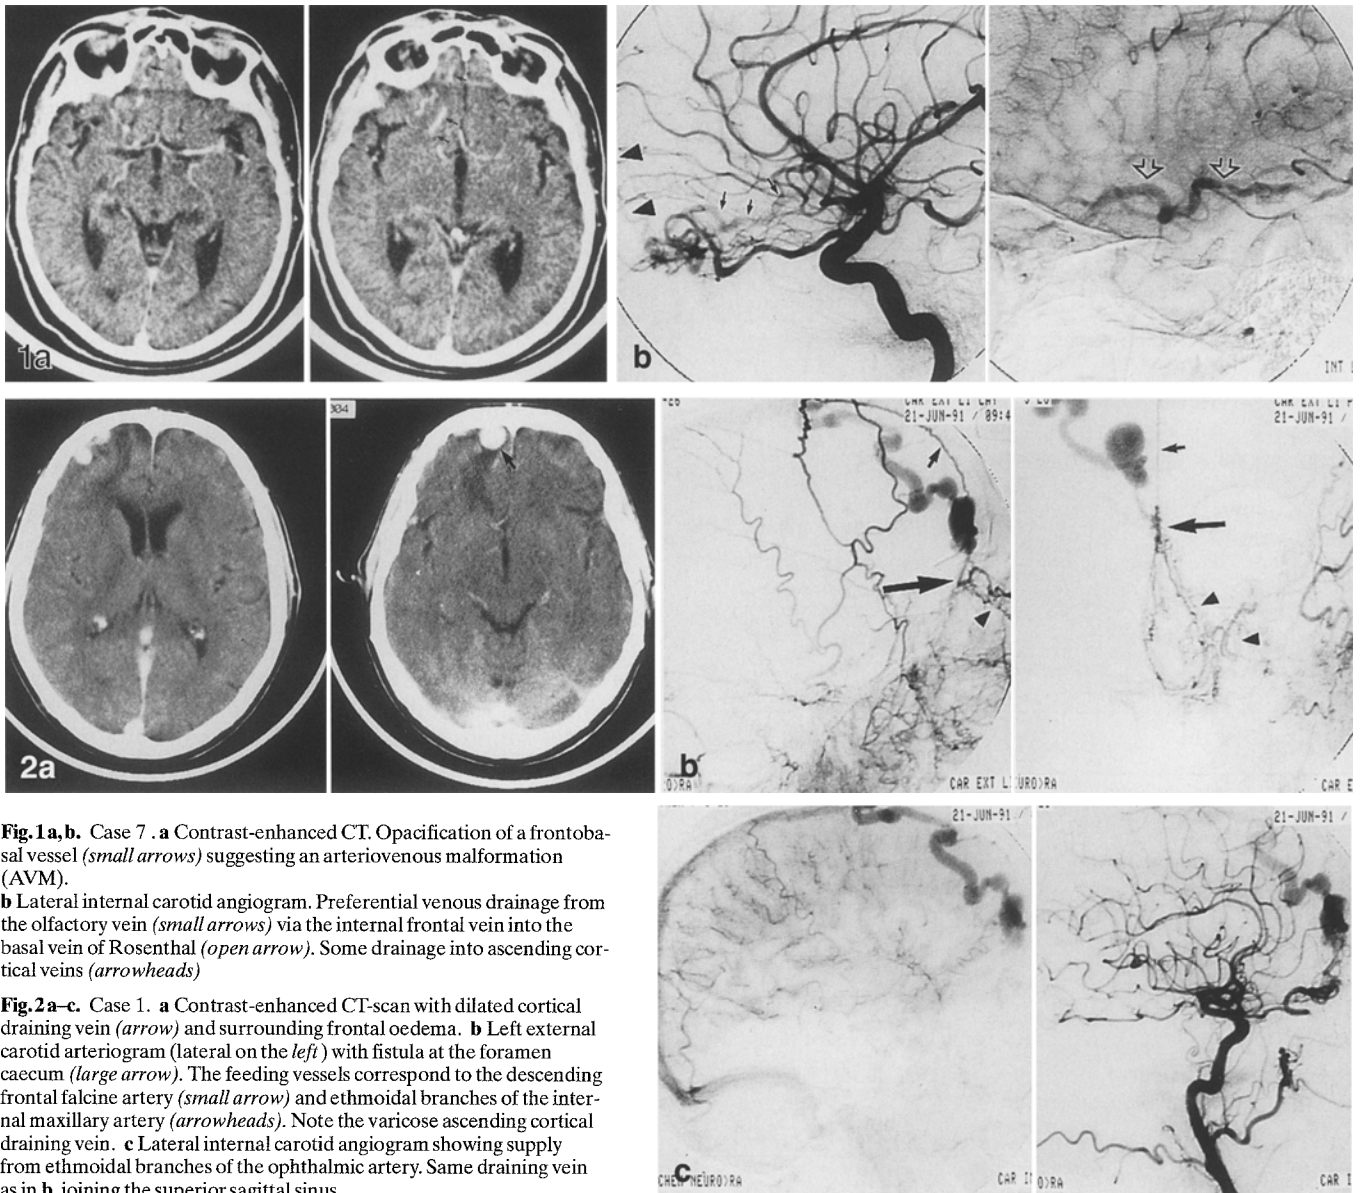 1a
b
INT
004
2a
CAR EXT LI LAT
21-JUN-91 / 09:4
21-JUN-91 /
b
CAR EXT L
CAR E
Fig.1a,b. Case 7 . a Contrast-enhanced CT. Opacification of a frontoba-
sal vessel (small arrows) suggesting an arteriovenous malformation
(AVM).
b Lateral internal carotid angiogram. Preferential venous drainage from
the olfactory vein (small arrows) via the internal frontal vein into the
basal vein of Rosenthal (open arrow). Some drainage into ascending cor-
tical veins (arrowheads)
Fig.2a–c. Case 1. a Contrast-enhanced CT-scan with dilated cortical
draining vein (arrow) and surrounding frontal oedema. b Left external
carotid arteriogram (lateral on the left) with fistula at the foramen
caecum (large arrow). The feeding vessels correspond to the descending
frontal falcine artery (small arrow) and ethmoidal branches of the inter-
nal maxillary artery (arrowheads). Note the varicose ascending cortical
draining vein. c Lateral internal carotid angiogram showing supply
from ethmoidal branches of the ophthalmic artery. Same draining vein
as in b, joining the superior sagittal sinus
21-JUN-91 /
21-JUN-91 /
c
NEURO)RA
CAR I
O)RA
CAR I